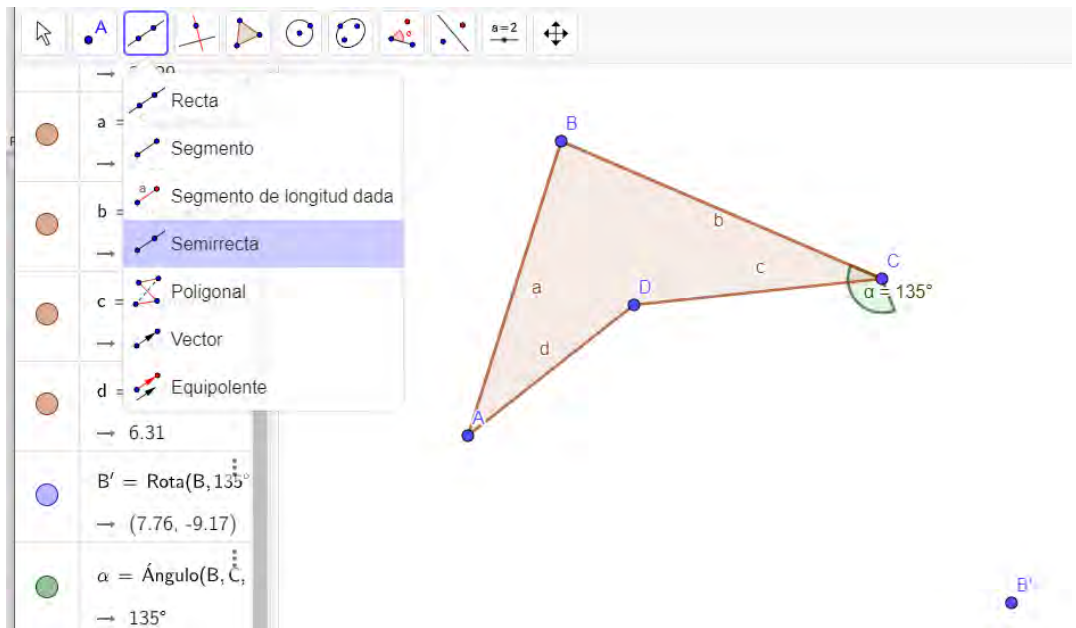 A
a=2
Recta
Segmento
a
Segmento de longitud dada
Semirrecta
Poligonal
Vector
Equipolente
a =
→
b =
→
c =
→
d =
→ 6.31
B′ = Rota(B, 135°
→ (7.76, -9.17)
α = Ángulo(B, C,
→ 135°
B
b
C
c
α = 135°
D
a
d
A
B'